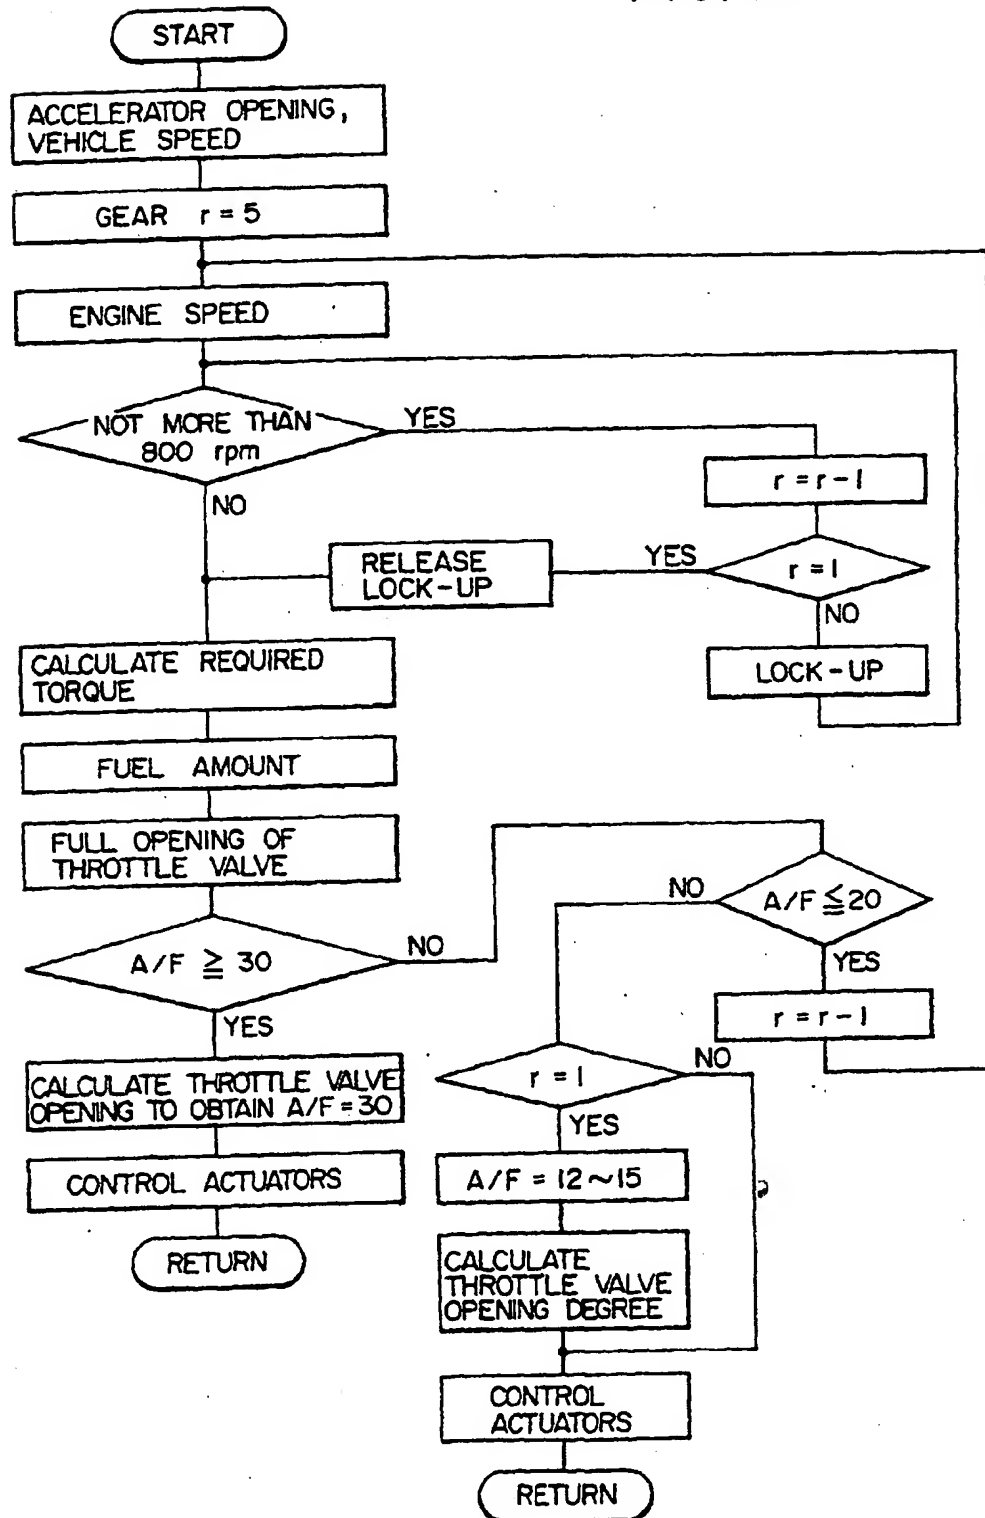 START
ACCELERATOR OPENING,
VEHICLE SPEED
GEAR r = 5
ENGINE SPEED
NOT MORE THAN
800 rpm
YES
NO
r = r - 1
r = 1
YES
NO
RELEASE
LOCK-UP
LOCK-UP
CALCULATE REQUIRED
TORQUE
FUEL AMOUNT
FULL OPENING OF
THROTTLE VALVE
A/F ≧ 30
NO
YES
A/F ≦ 20
NO
YES
r = r - 1
r = 1
NO
YES
CALCULATE THROTTLE VALVE
OPENING TO OBTAIN A/F = 30
CONTROL ACTUATORS
RETURN
A/F = 12~15
CALCULATE
THROTTLE VALVE
OPENING DEGREE
CONTROL
ACTUATORS
RETURN